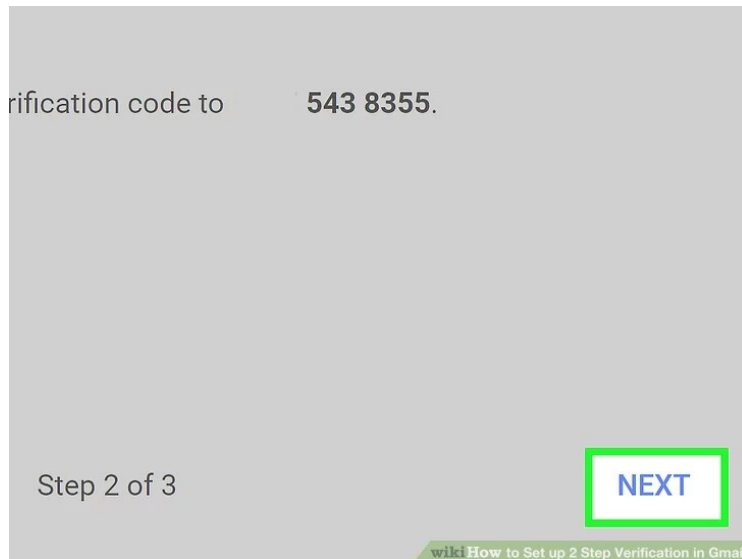 rification code to 543 8355.
Step 2 of 3
NEXT
wikiHow to Set up 2 Step Verification in Gmai